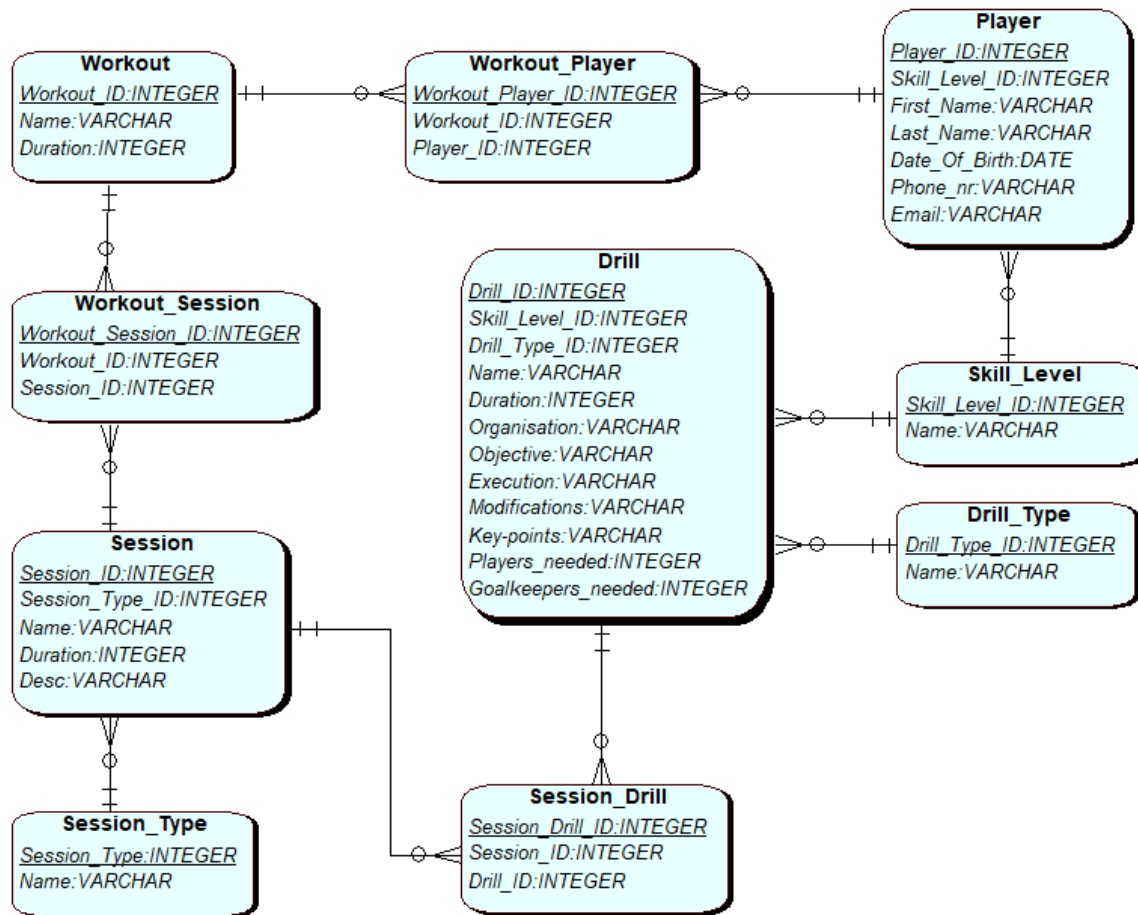 Workout
Workout_ID:INTEGER
Name:VARCHAR
Duration:INTEGER
Workout_Player
Workout_Player_ID:INTEGER
Workout_ID:INTEGER
Player_ID:INTEGER
Player
Player_ID:INTEGER
Skill_Level_ID:INTEGER
First_Name:VARCHAR
Last_Name:VARCHAR
Date_Of_Birth:DATE
Phone_nr:VARCHAR
Email:VARCHAR
Workout_Session
Workout_Session_ID:INTEGER
Workout_ID:INTEGER
Session_ID:INTEGER
Drill
Drill_ID:INTEGER
Skill_Level_ID:INTEGER
Drill_Type_ID:INTEGER
Name:VARCHAR
Duration:INTEGER
Organisation:VARCHAR
Objective:VARCHAR
Execution:VARCHAR
Modifications:VARCHAR
Key-points:VARCHAR
Players_needed:INTEGER
Goalkeepers_needed:INTEGER
Skill_Level
Skill_Level_ID:INTEGER
Name:VARCHAR
Drill_Type
Drill_Type_ID:INTEGER
Name:VARCHAR
Session
Session_ID:INTEGER
Session_Type_ID:INTEGER
Name:VARCHAR
Duration:INTEGER
Desc:VARCHAR
Session_Type
Session_Type:INTEGER
Name:VARCHAR
Session_Drill
Session_Drill_ID:INTEGER
Session_ID:INTEGER
Drill_ID:INTEGER